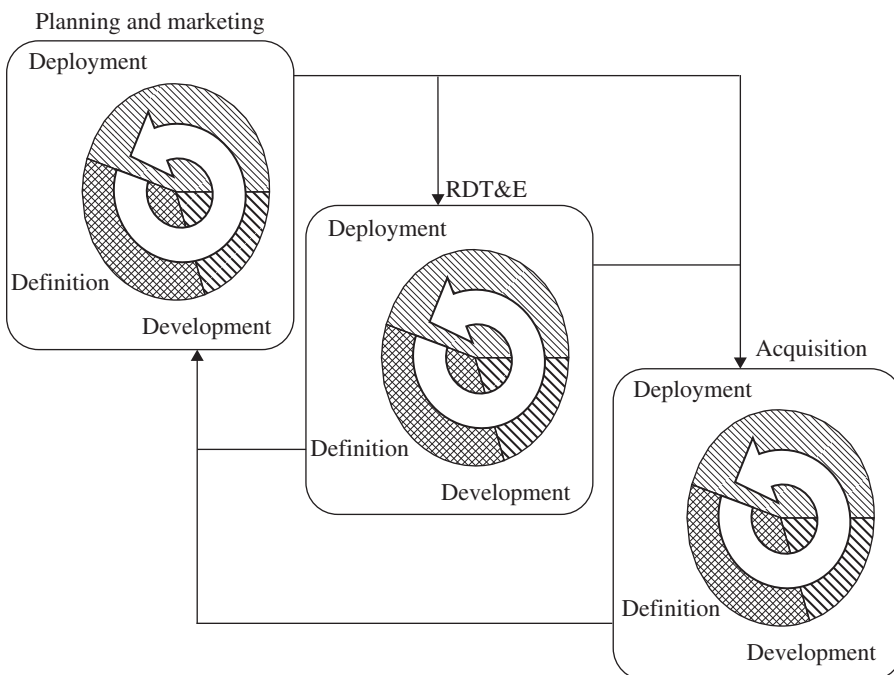 Planning and marketing
Deployment
Definition
Development
RDT&E
Deployment
Definition
Development
Acquisition
Deployment
Definition
Development